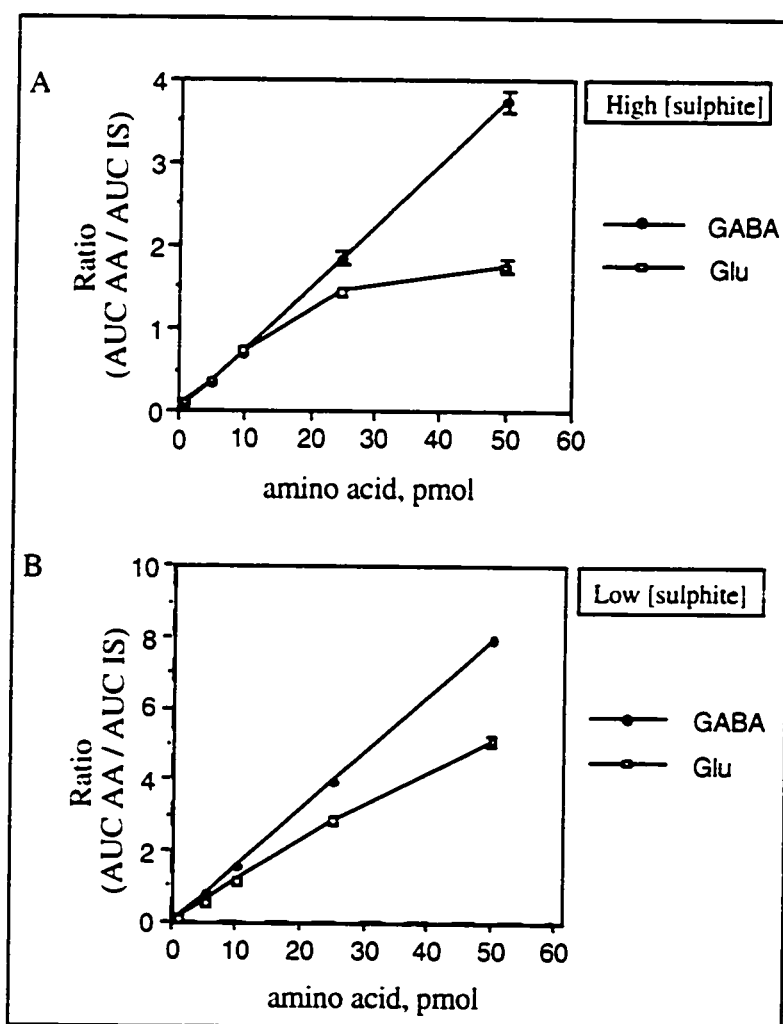 A
High [sulphite]
4
3
2
1
0
Ratio
(AUC AA / AUC IS)
GABA
Glu
0 10 20 30 40 50 60
amino acid, pmol
B
Low [sulphite]
10
8
6
4
2
0
Ratio
(AUC AA / AUC IS)
GABA
Glu
0 10 20 30 40 50 60
amino acid, pmol